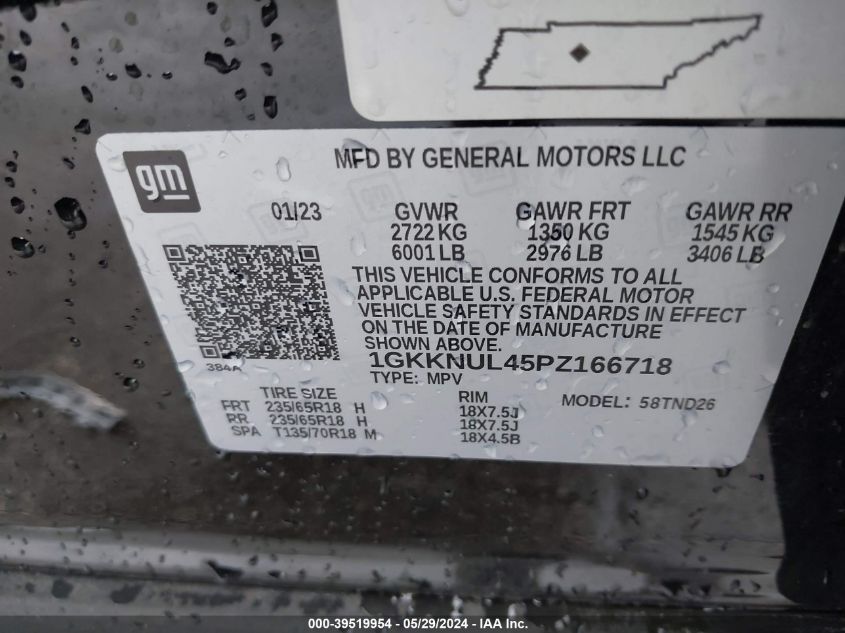 gm
MFD BY GENERAL MOTORS LLC
01/23 GVWR GAWR FRT GAWR RR
2722 KG 1350 KG 1545 KG
6001 LB 2976 LB 3406 LB
THIS VEHICLE CONFORMS TO ALL
APPLICABLE U.S. FEDERAL MOTOR
VEHICLE SAFETY STANDARDS IN EFFECT
ON THE DATE OF MANUFACTURE
SHOWN ABOVE.
384A
1GKKNUL45PZ166718
TYPE: MPV
TIRE SIZE RIM MODEL: 58TND26
FRT 235/65R18 H 18X7.5J
RR 235/65R18 H 18X7.5J
SPA T135/70R18 M 18X4.5B
000-39519954 - 05/29/2024 - IAA, Inc.